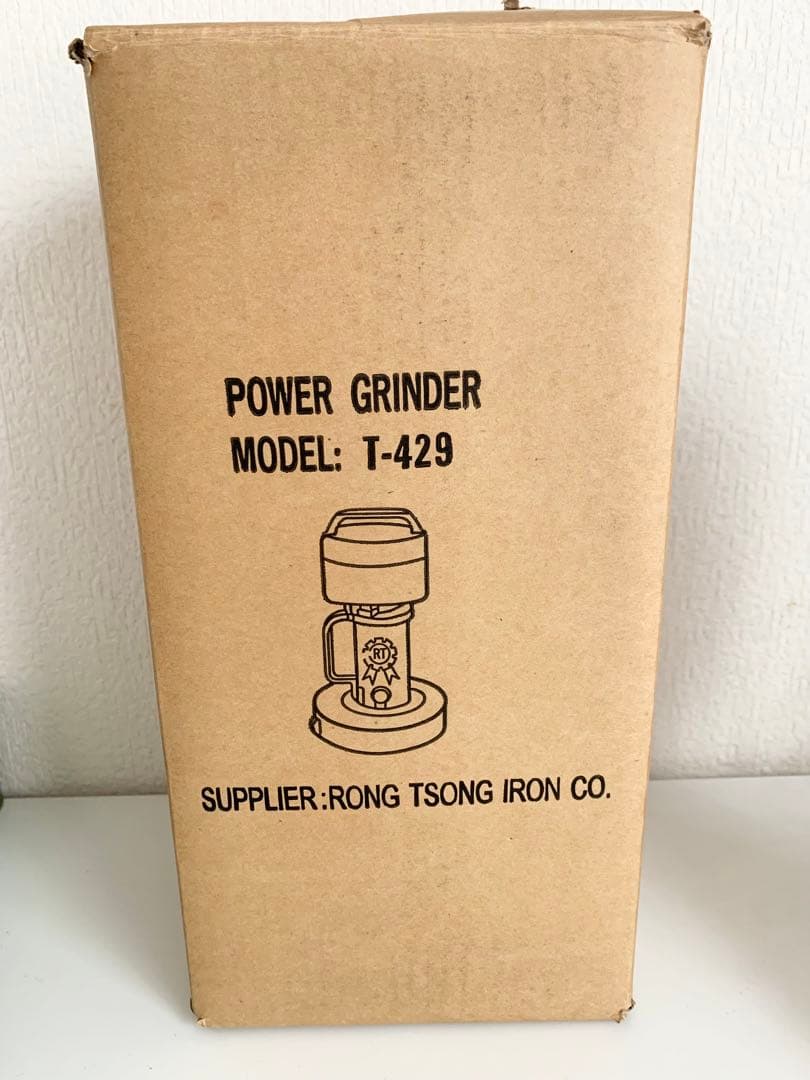 POWER GRINDER
MODEL: T-429
RT
SUPPLIER:RONG TSONG IRON CO.